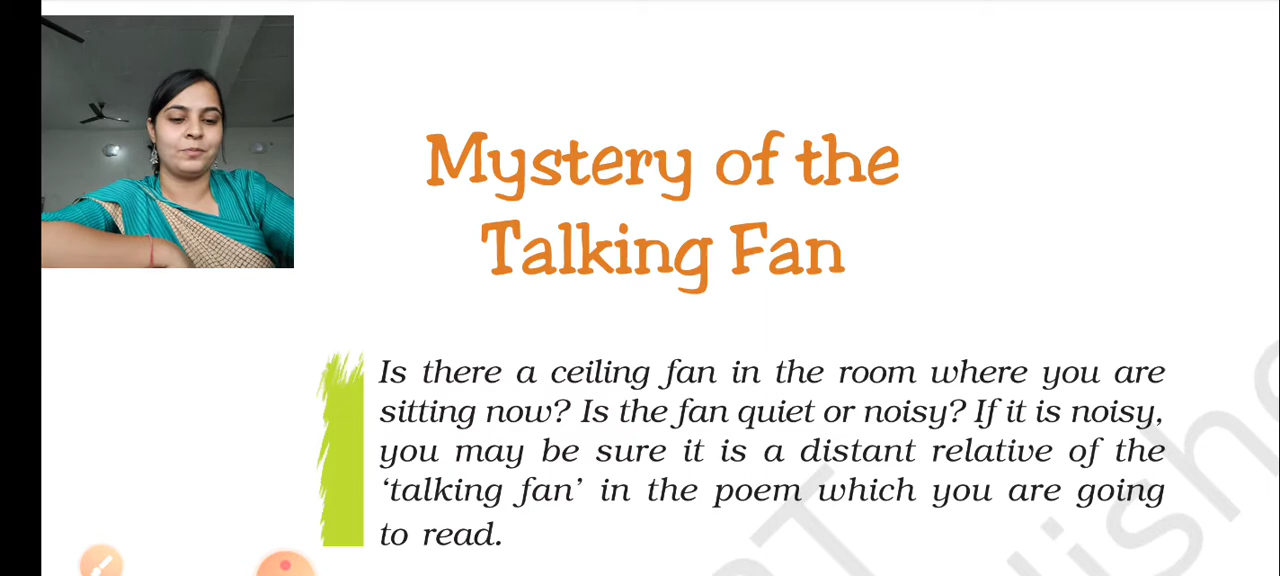 Mystery of the
Talking Fan
Is there a ceiling fan in the room where you are
sitting now? Is the fan quiet or noisy? If it is noisy,
you may be sure it is a distant relative of the
‘talking fan’ in the poem which you are going
to read.